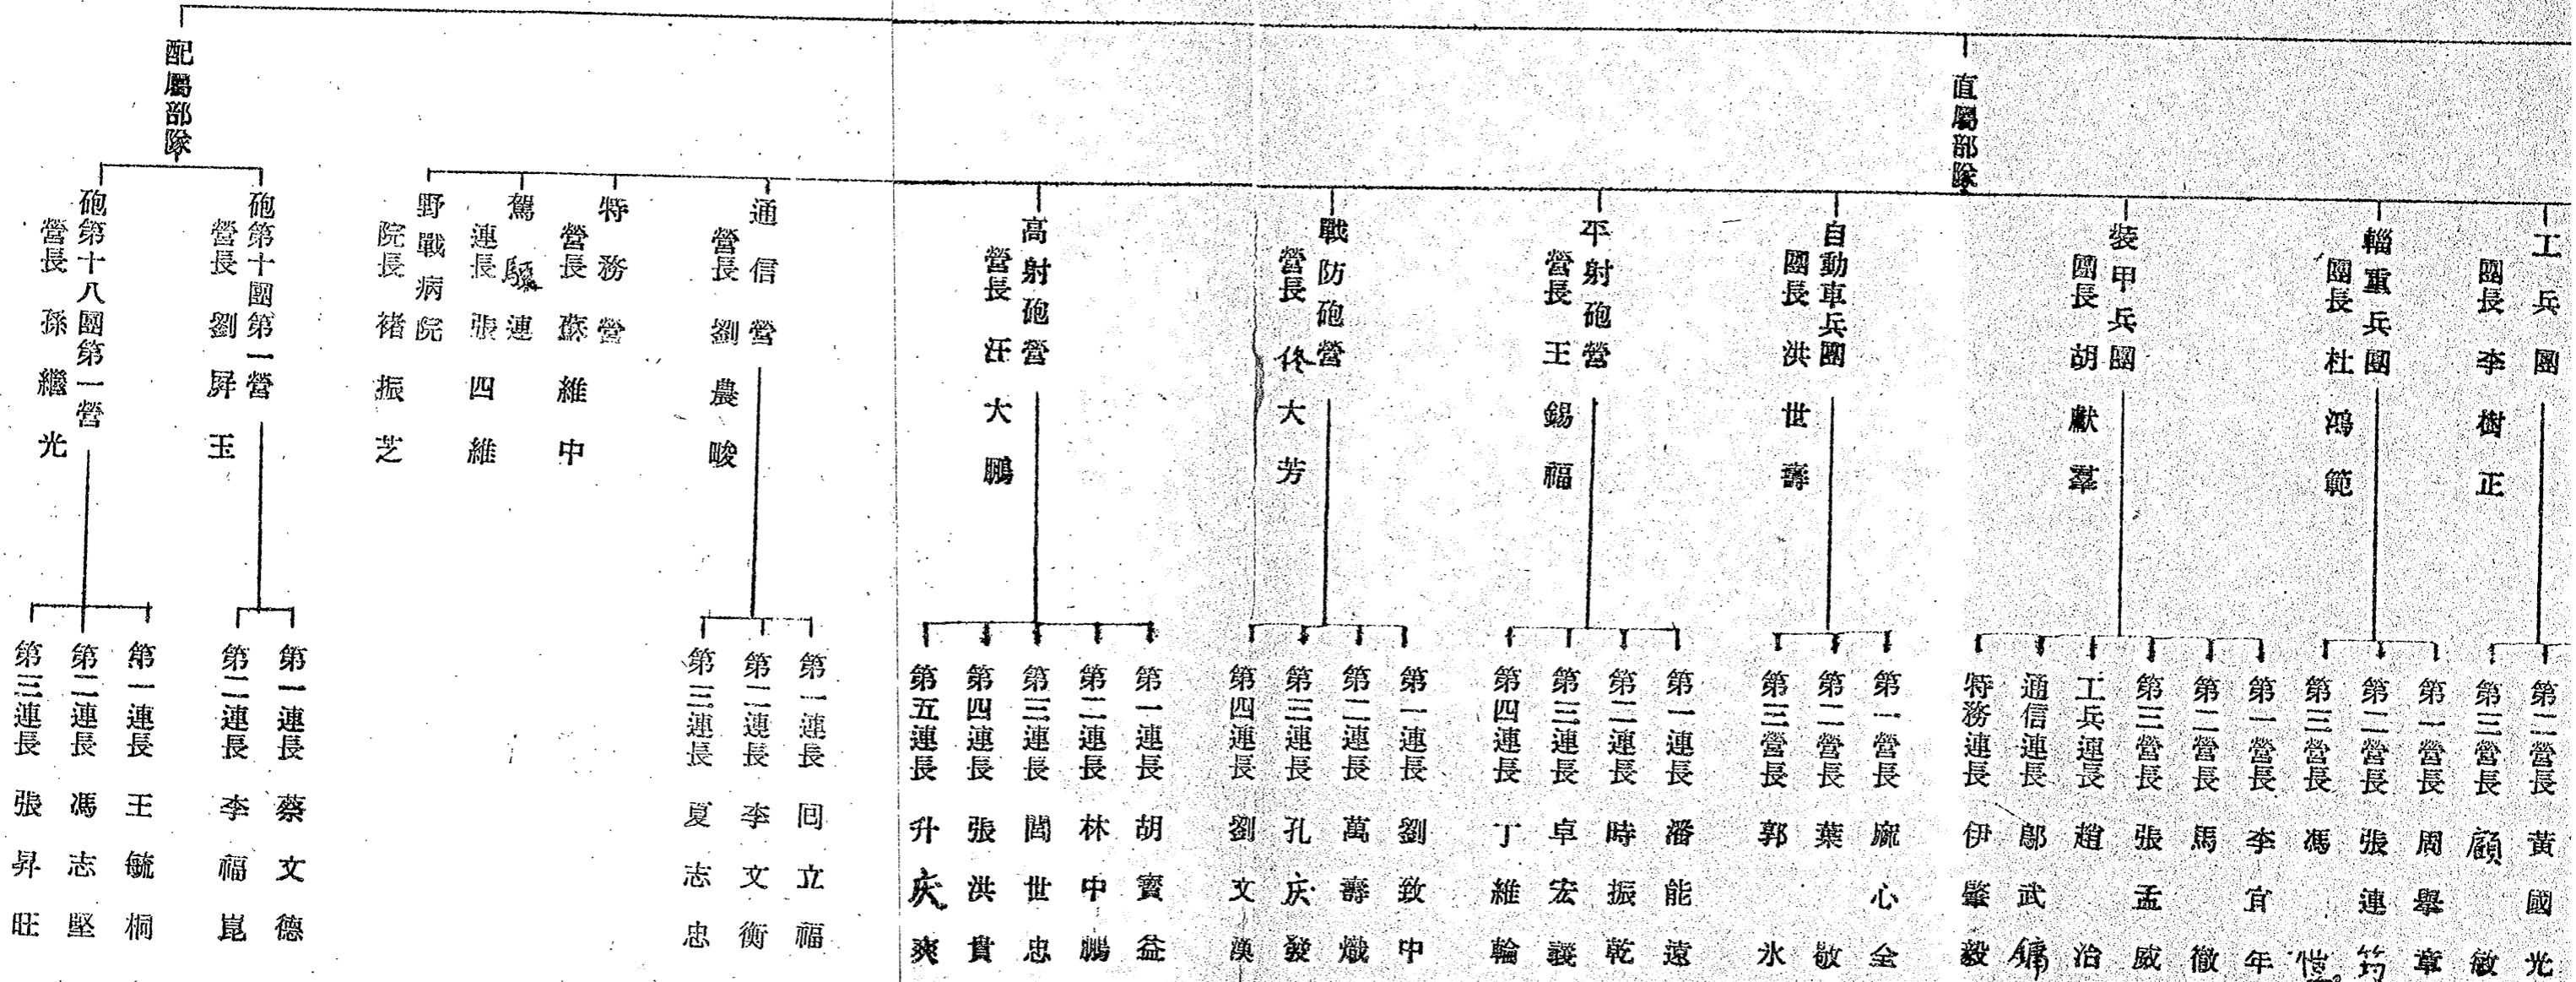 直屬部隊
工兵團
團長 李樹正
第二營長 黃國光
第三營長 顧敏
輜重兵團
團長 杜鴻範
第一營長 周舉章
第二營長 張連筠
第三營長 馮愷
裝甲兵團
團長 胡獻羣
第一營長 李宜年
第二營長 馬徹
第三營長 張孟威
工兵連長 趙治
通信連長 鄔武鏞
特務連長 伊肇毅
自動車兵團
團長 洪世壽
第一營長 龐心全
第二營長 葉敬
第三營長 郭永
平射砲營
營長 王錫福
第一連長 潘能遠
第二連長 時振乾
第三連長 卓宏議
第四連長 丁維輪
戰防砲營
營長 佟大芳
第一連長 劉致中
第二連長 萬壽熾
第三連長 孔庆發
第四連長 劉文漢
高射砲營
營長 汪大鵬
第一連長 胡寶益
第二連長 林中鵬
第三連長 閻世忠
第四連長 張洪貴
第五連長 升庆爽
通信營
營長 劉農畯
第一連長 回立福
第二連長 李文衡
第三連長 夏志忠
特務營
營長 蘇維中
駕駛連
連長 張四維
野戰病院
院長 褚振芝
配屬部隊
砲第十團第一營
營長 劉屏玉
第一連長 蔡文德
第二連長 李福崑
砲第十八團第一營
營長 孫繼光
第一連長 王毓桐
第二連長 馮志堅
第三連長 張昇旺